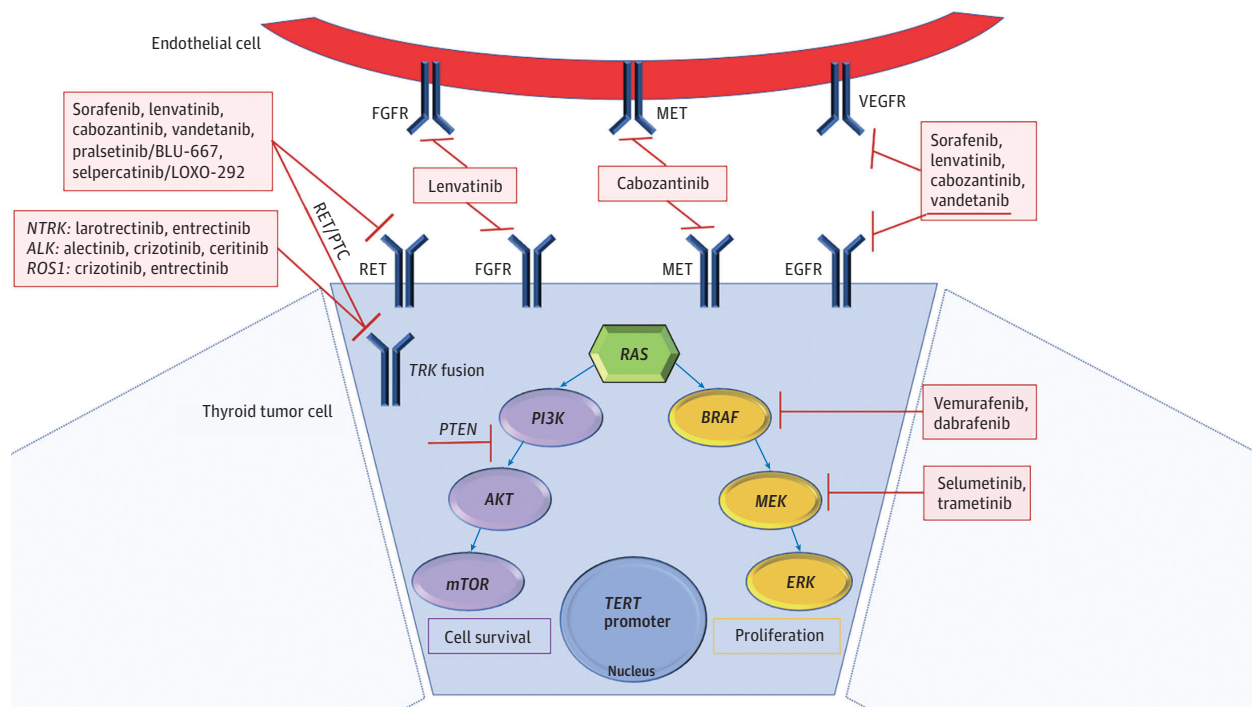 Endothelial cell
FGFR
MET
VEGFR
Sorafenib, lenvatinib,
cabozantinib, vandetanib,
pralsetinib/BLU-667,
selpercatinib/LOXO-292
Lenvatinib
Cabozantinib
Sorafenib,
lenvatinib,
cabozantinib,
vandetanib
NTRK: larotrectinib, entrectinib
ALK: alectinib, crizotinib, ceritinib
ROS1: crizotinib, entrectinib
RET/PTC
RET
FGFR
MET
EGFR
TRK fusion
RAS
Thyroid tumor cell
PI3K
BRAF
Vemurafenib,
dabrafenib
PTEN
AKT
MEK
Selumetinib,
trametinib
mTOR
ERK
TERT
promoter
Nucleus
Cell survival
Proliferation